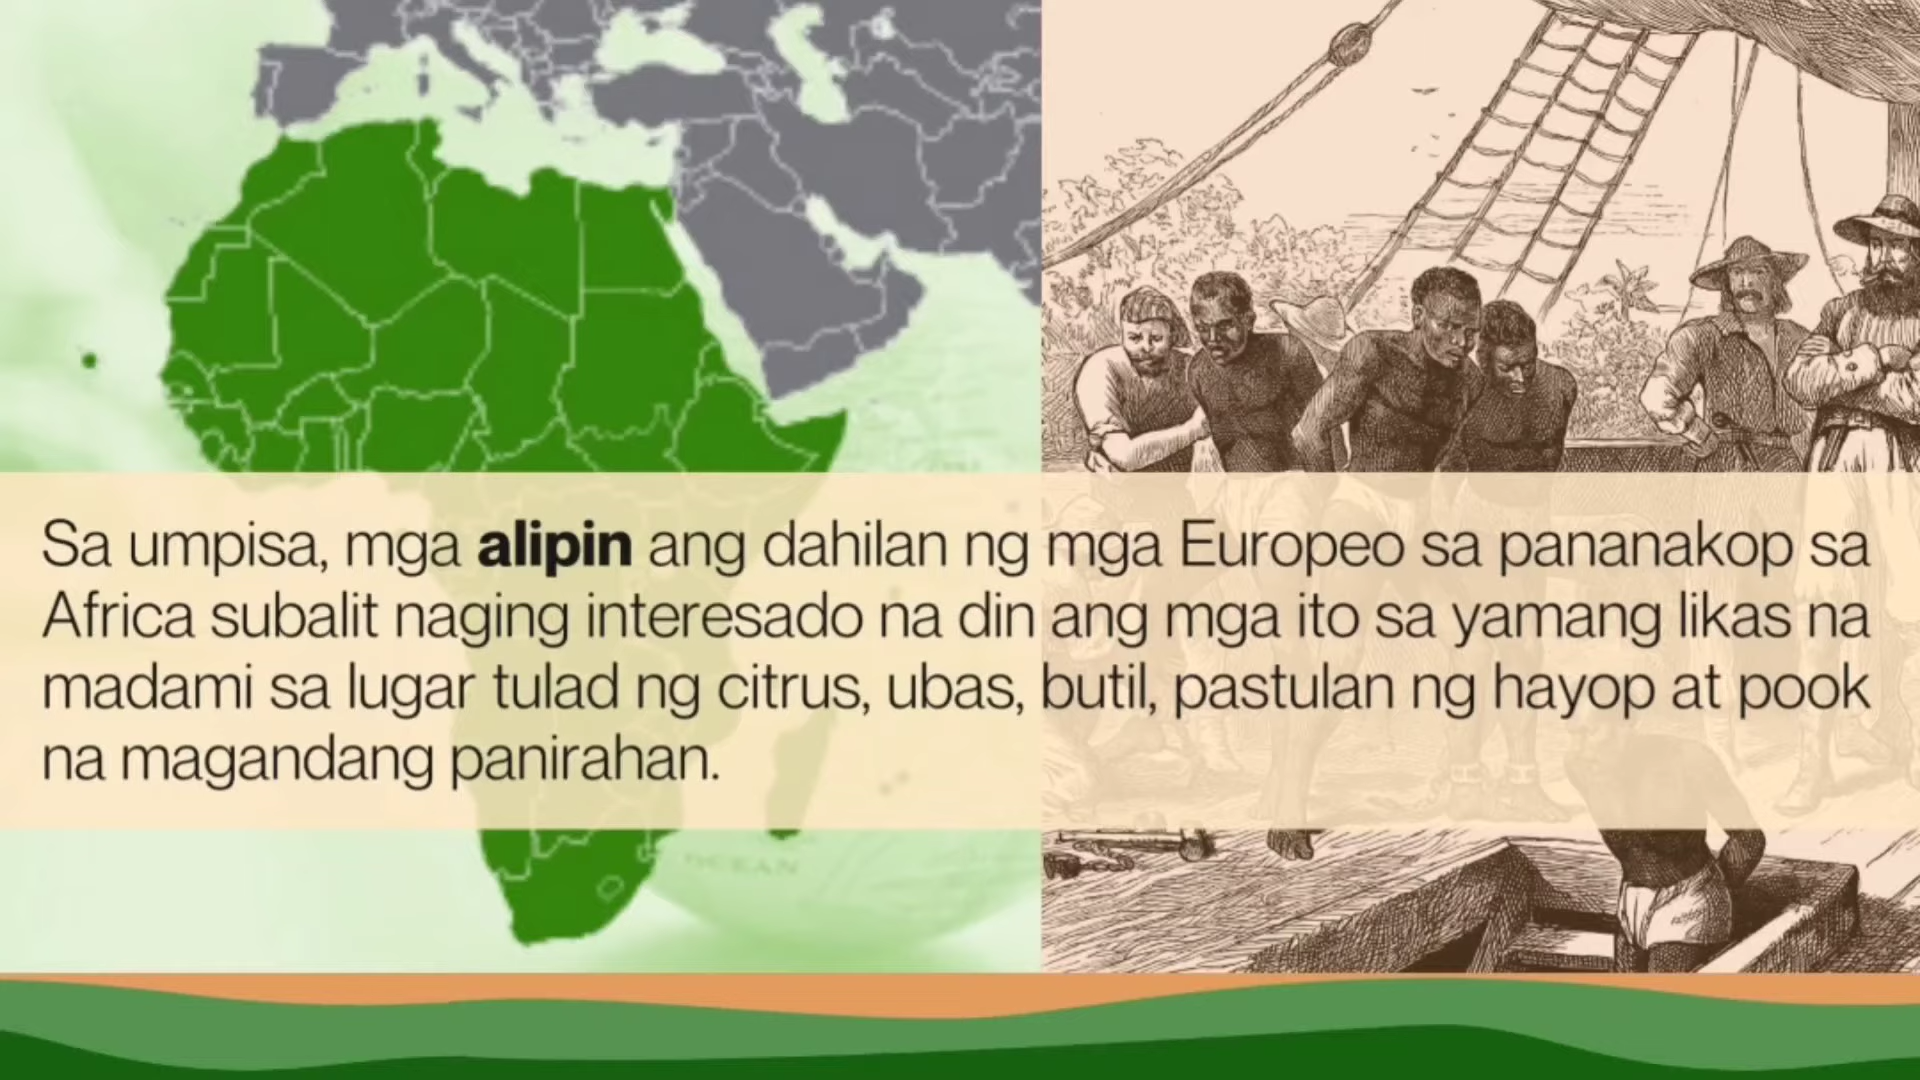 Sa umpisa, mga alipin ang dahilan ng mga Europeo sa pananakop sa
Africa subalit naging interesado na din ang mga ito sa yamang likas na
madami sa lugar tulad ng citrus, ubas, butil, pastulan ng hayop at pook
na magandang panirahan.
OCEAN